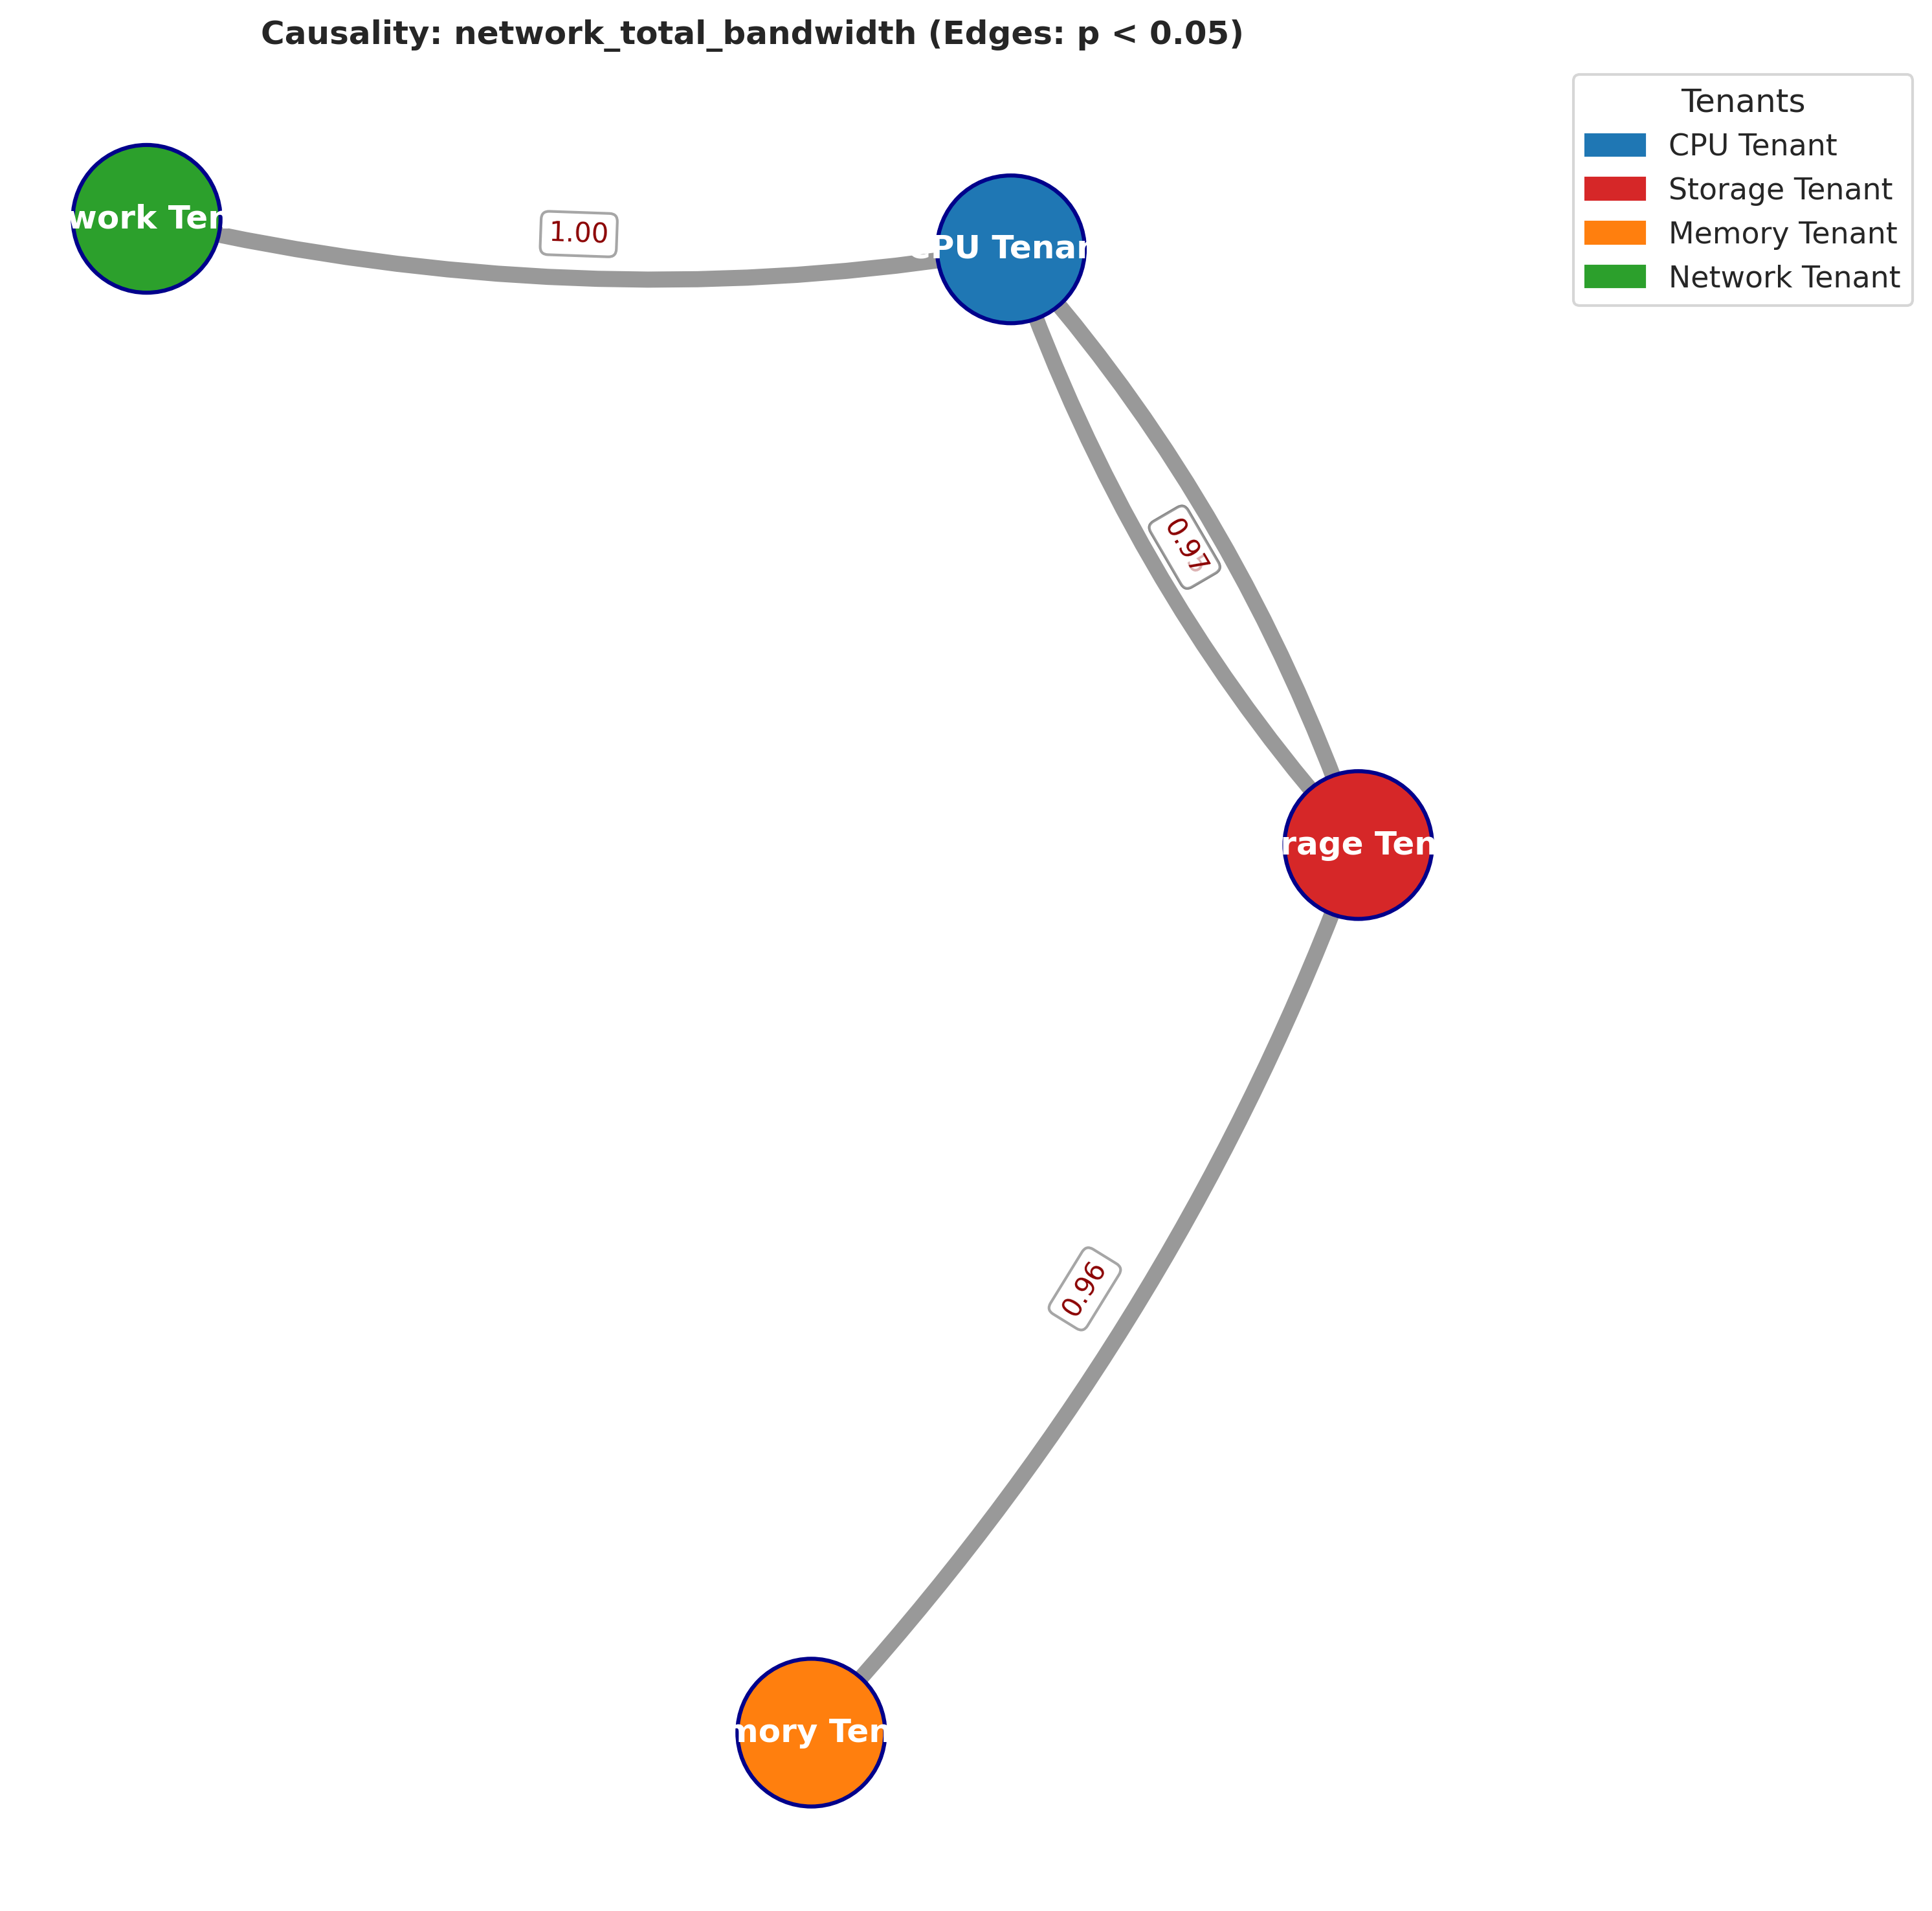 Causality: network_total_bandwidth (Edges: p < 0.05)
Tenants
CPU Tenant
Storage Tenant
Memory Tenant
Network Tenant
work Ten
1.00
PU Tenan
0.97
rage Ten
0.96
mory Ten